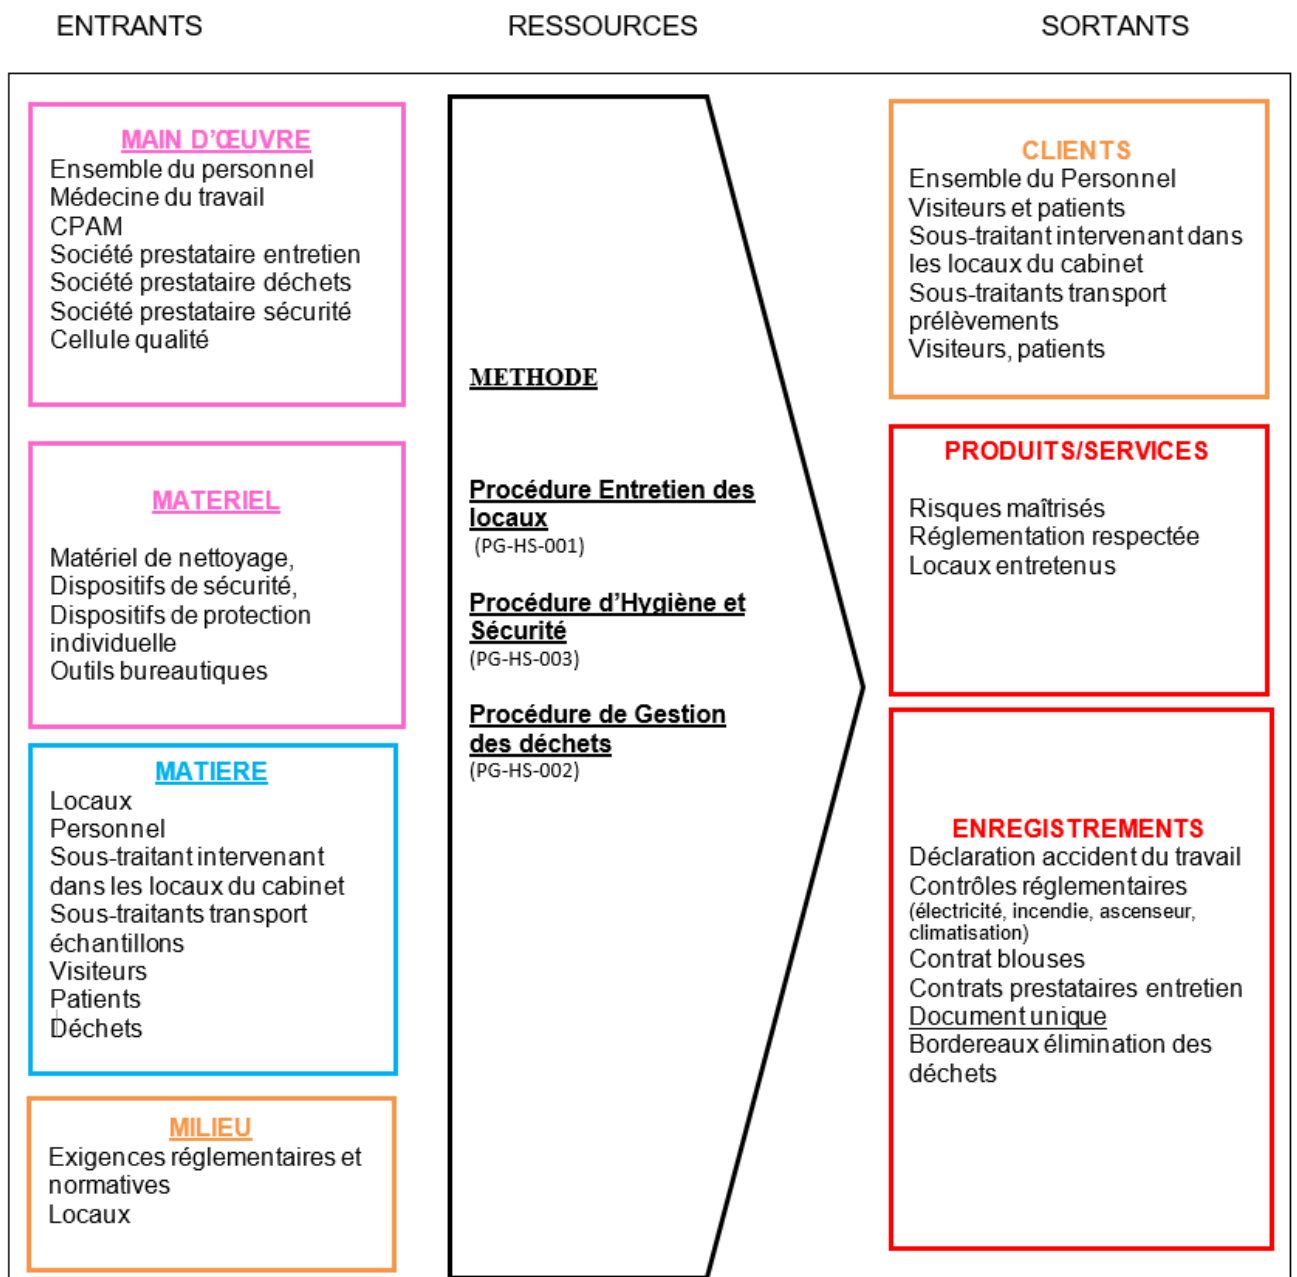 ENTRANTS
RESSOURCES
SORTANTS
MAIN D'ŒUVRE
Ensemble du personnel
Médecine du travail
CPAM
Société prestataire entretien
Société prestataire déchets
Société prestataire sécurité
Cellule qualité
MATERIEL
Matériel de nettoyage,
Dispositifs de sécurité,
Dispositifs de protection
individuelle
Outils bureautiques
MATIERE
Locaux
Personnel
Sous-traitant intervenant
dans les locaux du cabinet
Sous-traitants transport
échantillons
Visiteurs
Patients
Déchets
MILIEU
Exigences réglementaires et
normatives
Locaux
METHODE
Procédure Entretien des
locaux
(PG-HS-001)
Procédure d'Hygiène et
Sécurité
(PG-HS-003)
Procédure de Gestion
des déchets
(PG-HS-002)
CLIENTS
Ensemble du Personnel
Visiteurs et patients
Sous-traitant intervenant dans
les locaux du cabinet
Sous-traitants transport
prélèvements
Visiteurs, patients
PRODUITS/SERVICES
Risques maîtrisés
Réglementation respectée
Locaux entretenus
ENREGISTREMENTS
Déclaration accident du travail
Contrôles réglementaires
(électricité, incendie, ascenseur,
climatisation)
Contrat blouses
Contrats prestataires entretien
Document unique
Bordereaux élimination des
déchets